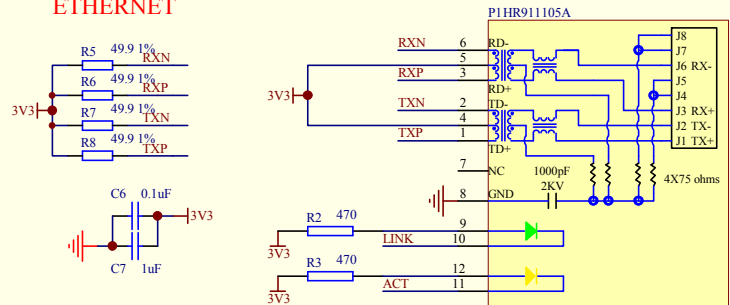 ETHERNET
P1HR911105A
R5 49.9 1% RXN
R6 49.9 1% RXP
3V3
R7 49.9 1% TXN
R8 49.9 1% TXP
RXN 6 RD-
5
RXP 3 RD+
3V3
TXN 2 TD-
4
TXP 1 TD+
7 NC
8 GND
1000pF
2KV
4X75 ohms
J8
J7
J6 RX-
J5
J4
J3 RX+
J2 TX-
J1 TX+
C6 0.1uF
3V3
C7 1uF
R2 470 9
3V3 LINK 10
R3 470 12
3V3 ACT 11